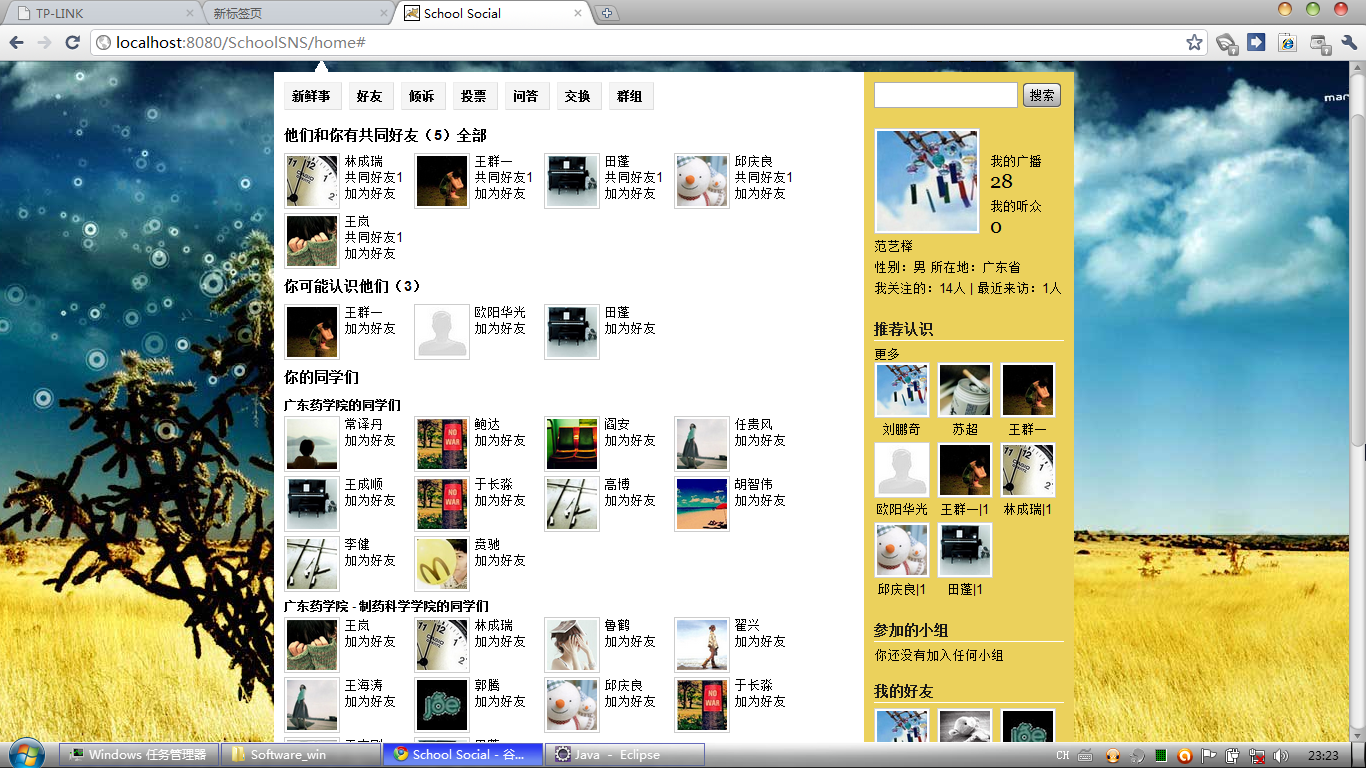 TP-LINK
新标签页
School Social
localhost:8080/SchoolSNS/home#
新鲜事 好友 倾诉 投票 问答 交换 群组
他们和你有共同好友（5）全部
林成瑞 王群一 田蓬 邱庆良
共同好友1 共同好友1 共同好友1 共同好友1
加为好友 加为好友 加为好友 加为好友
王岚
共同好友1
加为好友
你可能认识他们（3）
王群一 欧阳华光 田蓬
加为好友 加为好友 加为好友
你的同学们
广东药学院的同学们
常译丹 鲍达 阎安 任贵风
加为好友 加为好友 加为好友 加为好友
王成顺 于长淼 高博 胡智伟
加为好友 加为好友 加为好友 加为好友
李健 贲驰
加为好友 加为好友
广东药学院 - 制药科学学院的同学们
王岚 林成瑞 鲁鹤 翟兴
加为好友 加为好友 加为好友 加为好友
王海涛 郭腾 邱庆良 于长淼
加为好友 加为好友 加为好友 加为好友
搜索
我的广播
28
我的听众
0
范艺榉
性别：男 所在地：广东省
我关注的：14人 | 最近来访：1人
推荐认识
更多
刘鹏奇 苏超 王群一
欧阳华光 王群一|1 林成瑞|1
邱庆良|1 田蓬|1
参加的小组
你还没有加入任何小组
我的好友
Windows 任务管理器
Software_win
School Social - 谷...
Java - Eclipse
CH
23:23